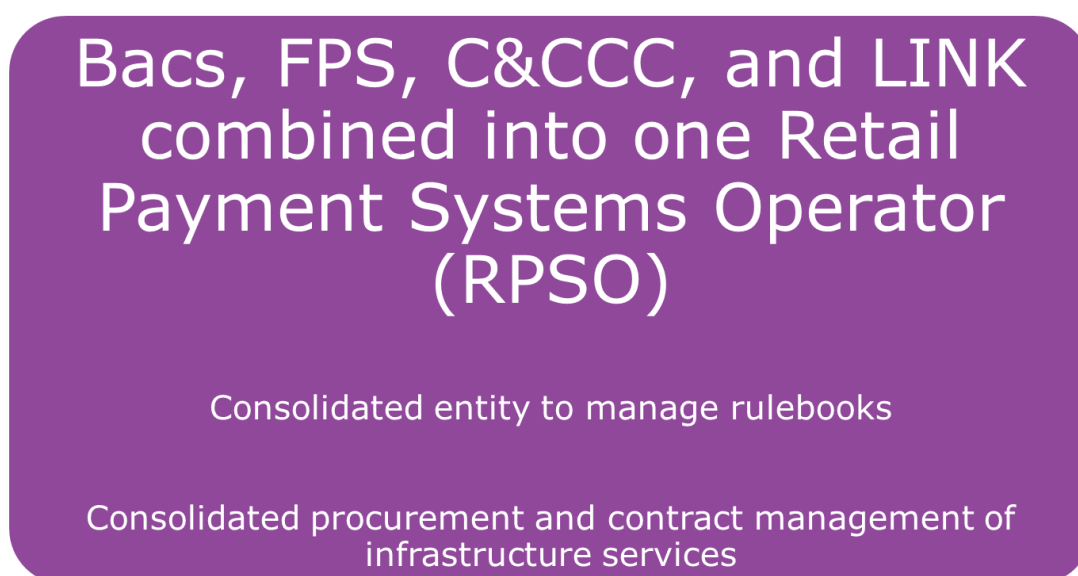 Bacs, FPS, C&CCC, and LINK
combined into one Retail
Payment Systems Operator
(RPSO)
Consolidated entity to manage rulebooks
Consolidated procurement and contract management of
infrastructure services